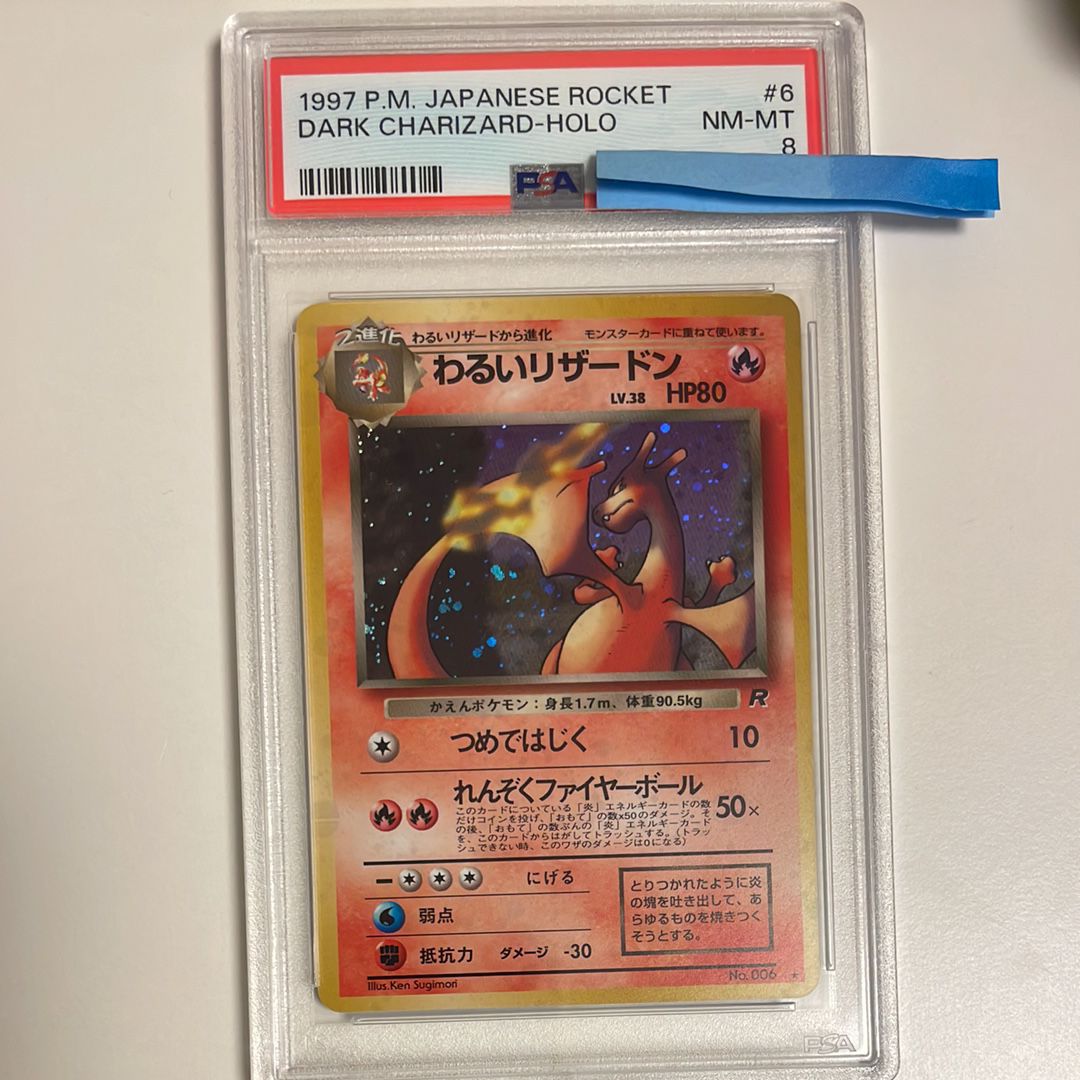 1997 P.M. JAPANESE ROCKET #6
DARK CHARIZARD-HOLO NM-MT
8
PSA
2進化 わるいリザードから進化 モンスターカードに重ねて使います。
わるいリザードン
LV.38 HP80
かえんポケモン：身長1.7m、体重90.5kg R
つめではじく 10
れんぞくファイヤーボール
このカードについている「炎」エネルギーカードの数
だけコインを投げ、「おもて」の数x50のダメージ。そ
の後、「おもて」の数ぶんの「炎」エネルギーカード
を、このカードからはがしてトラッシュする。（トラッ
シュできない時、このワザのダメージは0になる）
50×
にげる
弱点
抵抗力 ダメージ -30
とりつかれたように炎
の塊を吐き出して、あ
らゆるものを焼きつく
そうとする。
No.006
Illus.Ken Sugimori
PSA